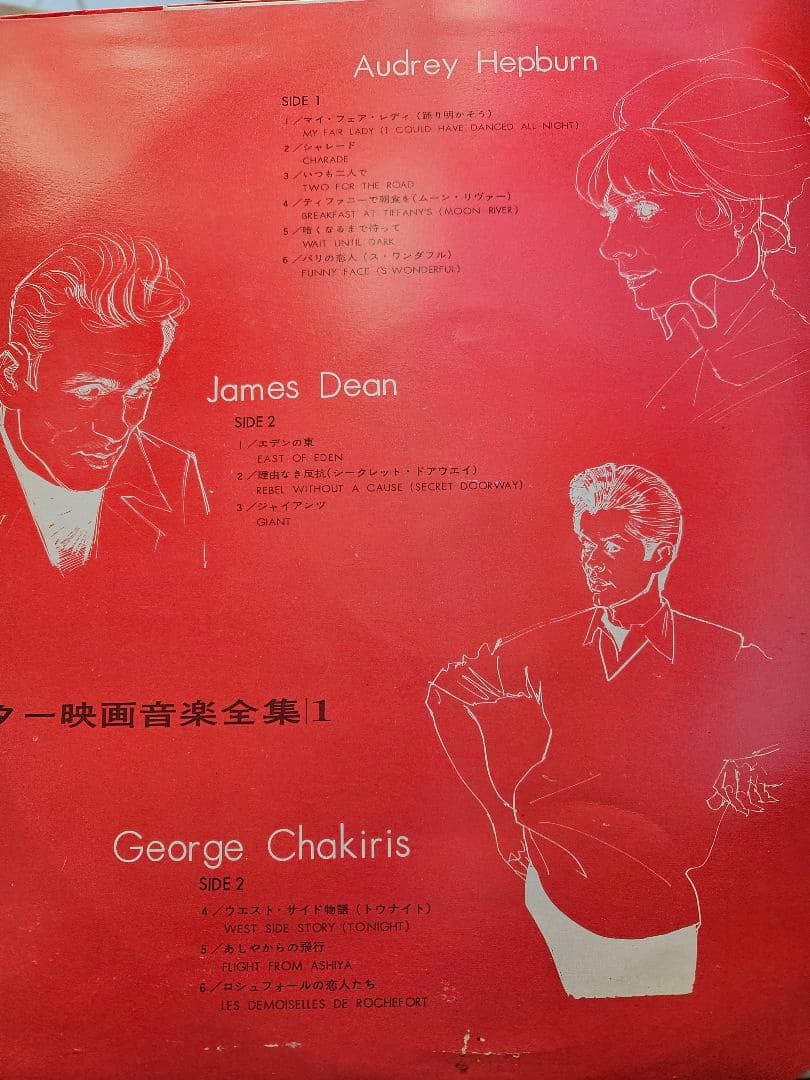 Audrey Hepburn
SIDE 1
1／マイ・フェア・レディ（踊り明かそう）
MY FAIR LADY (I COULD HAVE DANCED ALL NIGHT)
2／シャレード
CHARADE
3／いつも二人で
TWO FOR THE ROAD
4／ティファニーで朝食を（ムーン・リヴァー）
BREAKFAST AT TIFFANY'S (MOON RIVER)
5／暗くなるまで待って
WAIT UNTIL DARK
6／パリの恋人（ス・ワンダフル）
FUNNY FACE (S WONDERFUL)
James Dean
SIDE 2
1／エデンの東
EAST OF EDEN
2／理由なき反抗（シークレット・ドアウエイ）
REBEL WITHOUT A CAUSE (SECRET DOORWAY)
3／ジャイアンツ
GIANT
ター映画音楽全集|1
George Chakiris
SIDE 2
4／ウエスト・サイド物語（トウナイト）
WEST SIDE STORY (TONIGHT)
5／あしやからの飛行
FLIGHT FROM ASHIYA
6／ロシュフォールの恋人たち
LES DEMOISELLES DE ROCHEFORT